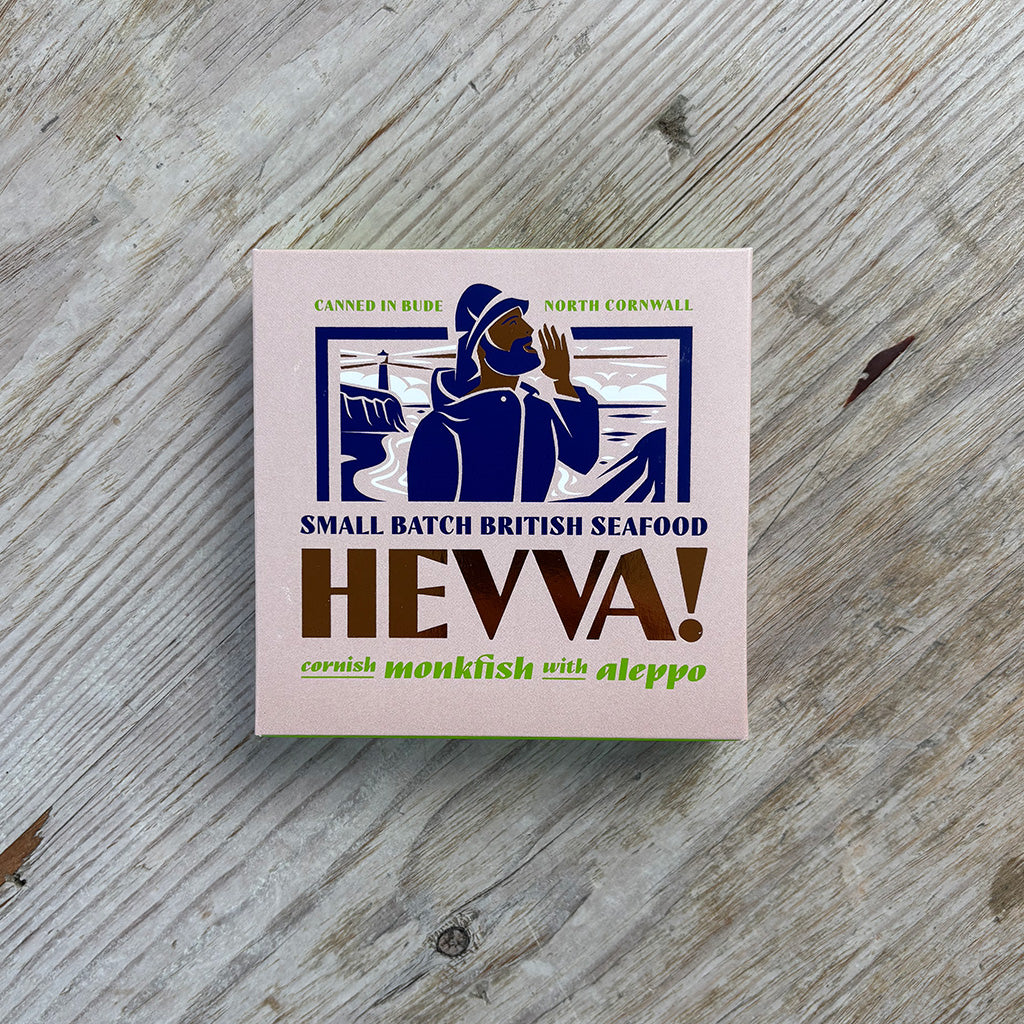 CANNED IN BUDE NORTH CORNWALL
SMALL BATCH BRITISH SEAFOOD
HEVVA!
cornish monkfish with aleppo